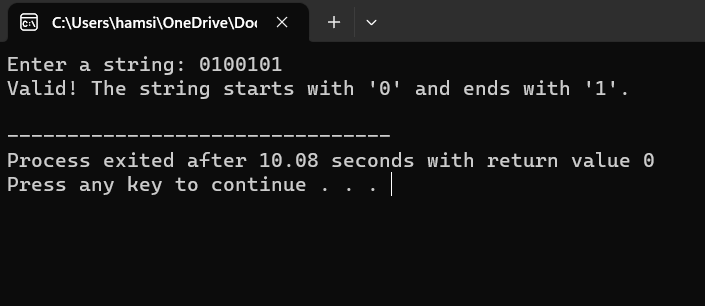 C:\Users\hamsi\OneDrive\Doc
Enter a string: 0100101
Valid! The string starts with '0' and ends with '1'.
--------------------------------
Process exited after 10.08 seconds with return value 0
Press any key to continue . . .